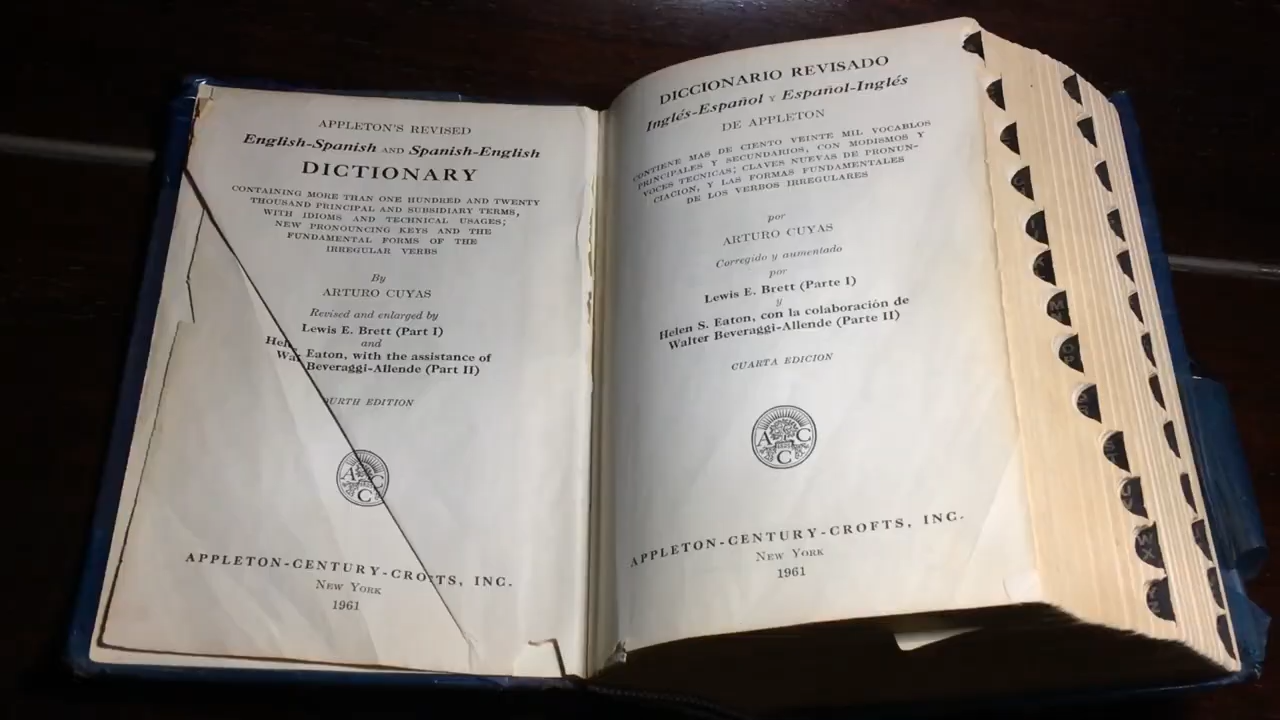 APPLETON'S REVISED
English-Spanish AND Spanish-English
DICTIONARY
CONTAINING MORE THAN ONE HUNDRED AND TWENTY
THOUSAND PRINCIPAL AND SUBSIDIARY TERMS,
WITH IDIOMS AND TECHNICAL USAGES;
NEW PRONOUNCING KEYS AND THE
FUNDAMENTAL FORMS OF THE
IRREGULAR VERBS
By
ARTURO CUYAS
Revised and enlarged by
Lewis E. Brett (Part I)
and
Eaton, with the assistance of
Beveraggi-Allende (Part II)
EDITION
A C
C
APPLETON-CENTURY-CROFTS, INC.
New York
1961
DICCIONARIO REVISADO
Inglés-Español Y Español-Inglés
DE APPLETON
CONTIENE MAS DE CIENTO VEINTE MIL VOCABLOS
PRINCIPALES Y SECUNDARIOS, CON MODISMOS Y
VOCES TECNICAS; CLAVES NUEVAS DE PRONUN-
CIACION, Y LAS FORMAS FUNDAMENTALES
DE LOS VERBOS IRREGULARES
por
ARTURO CUYAS
Corregido y aumentado
por
Lewis E. Brett (Parte I)
y
Helen S. Eaton, con la colaboración de
Walter Beveraggi-Allende (Parte II)
CUARTA EDICION
A C
C
APPLETON-CENTURY-CROFTS, INC.
New York
1961